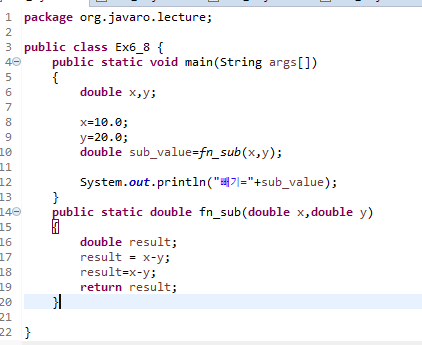 1 package org.javaro.lecture;
2
3 public class Ex6_8 {
4 public static void main(String args[])
5 {
6 double x,y;
7
8 x=10.0;
9 y=20.0;
10 double sub_value=fn_sub(x,y);
11
12 System.out.println("빼기="+sub_value);
13 }
14 public static double fn_sub(double x,double y)
15 {
16 double result;
17 result = x-y;
18 result=x-y;
19 return result;
20 }
21
22 }